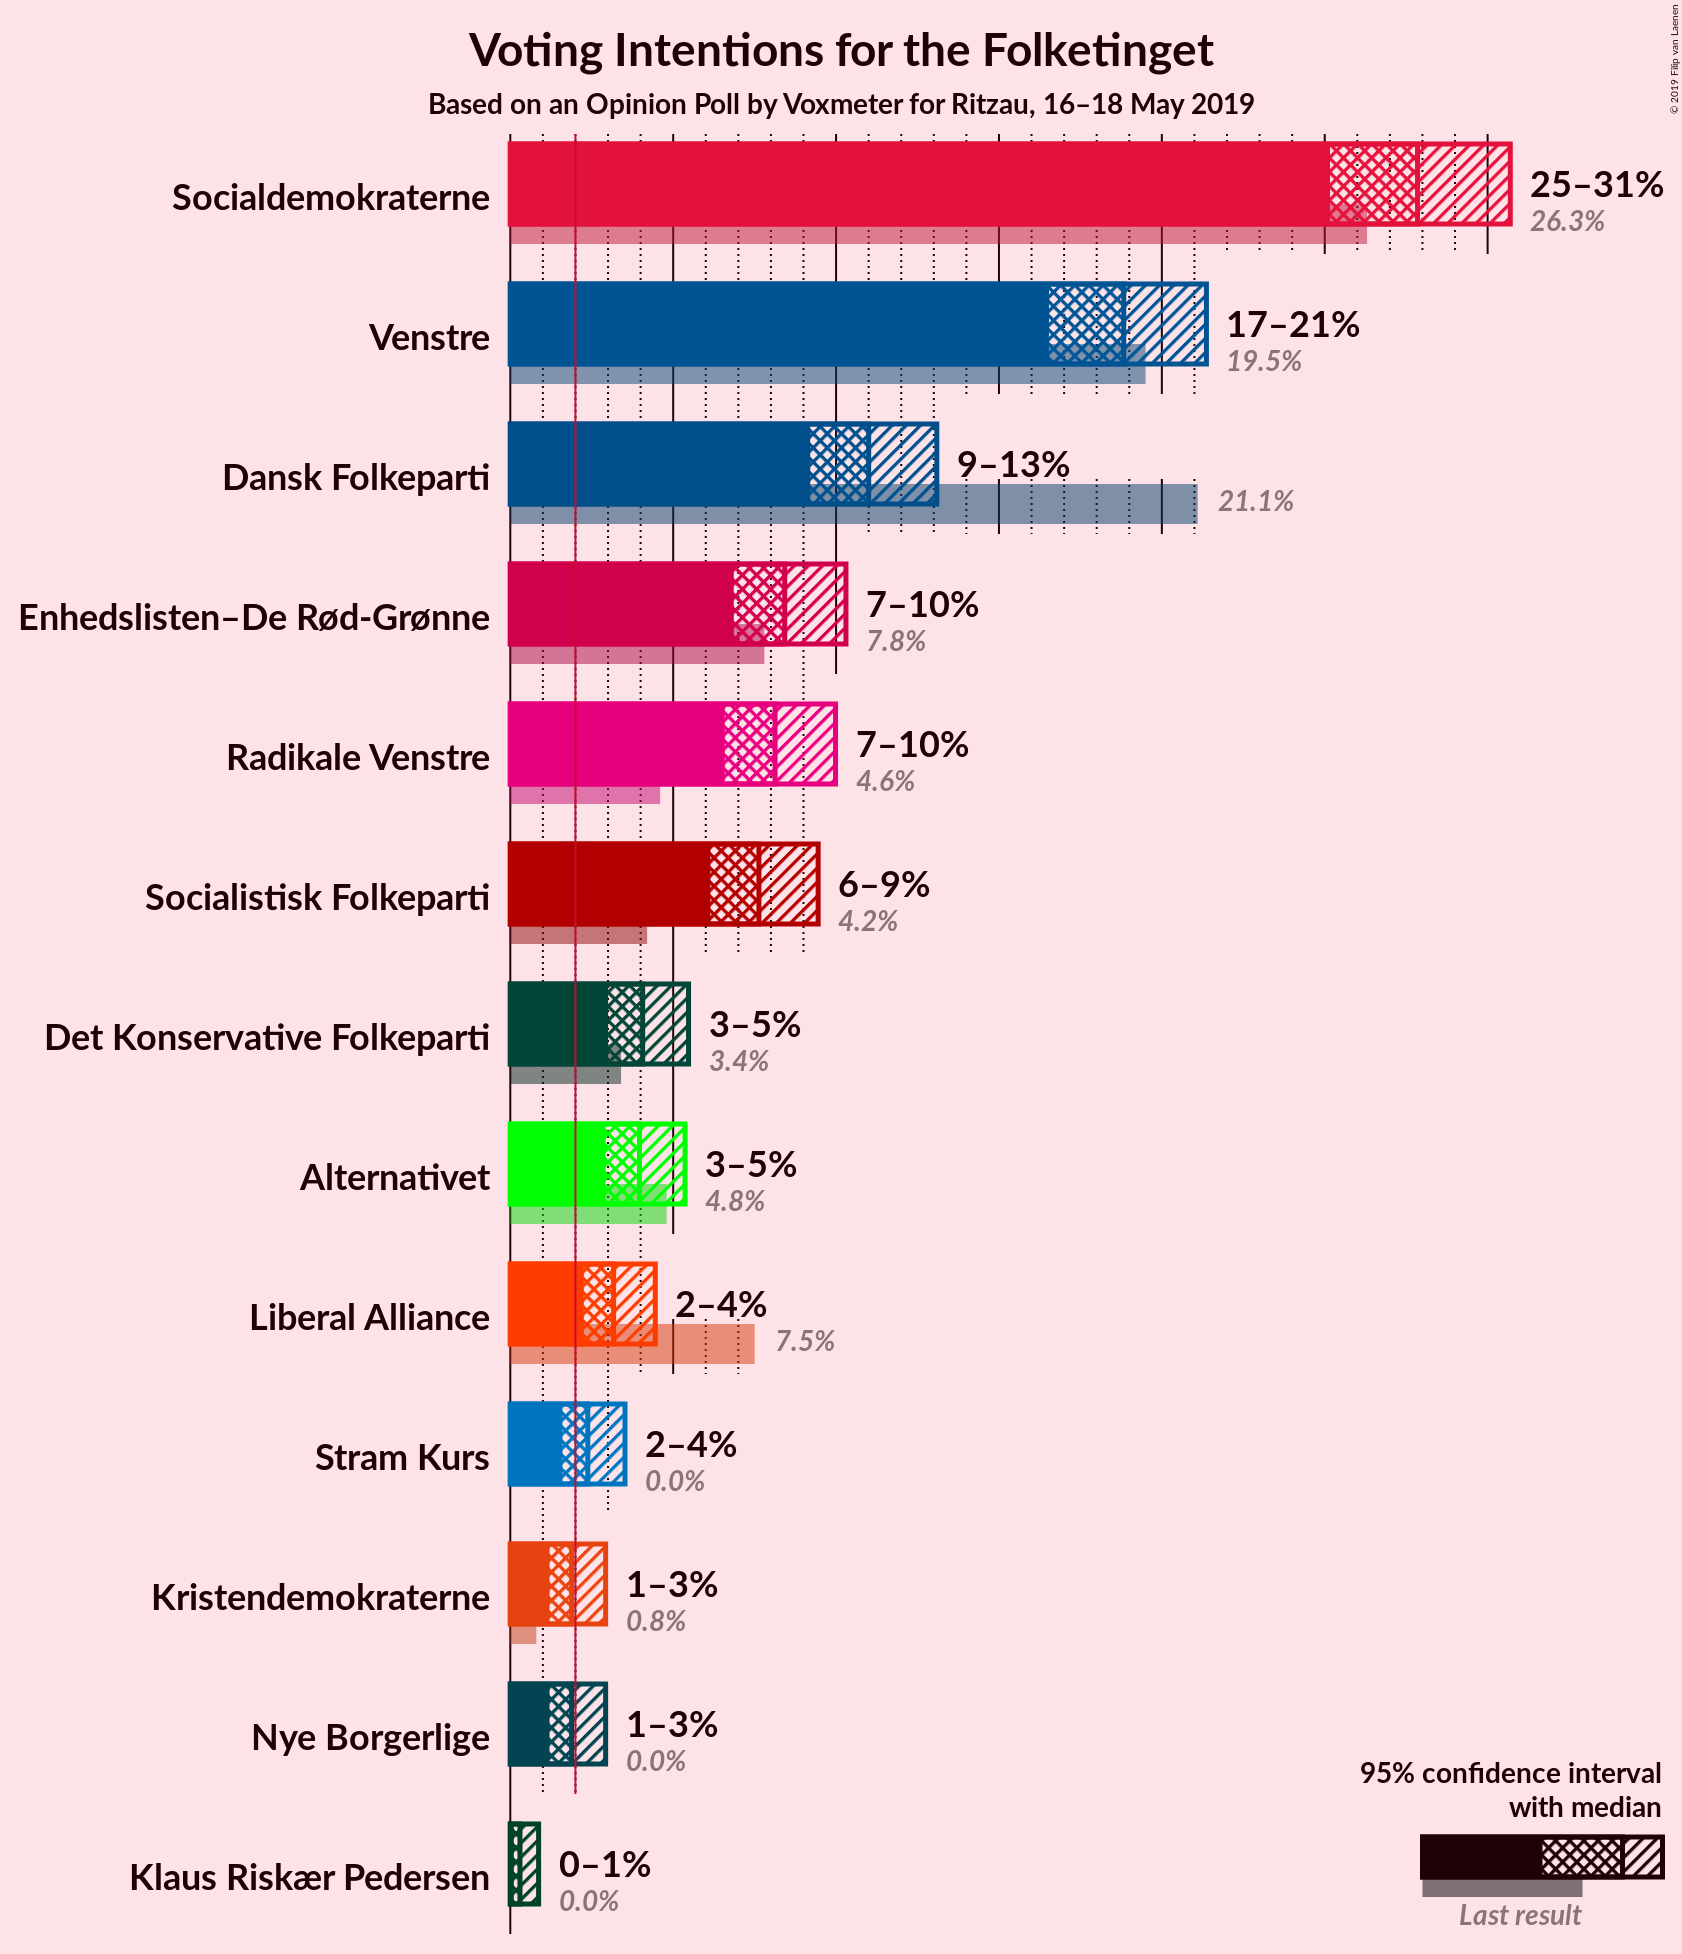 Voting Intentions for the Folketinget
Based on an Opinion Poll by Voxmeter for Ritzau, 16–18 May 2019
© 2019 Filip van Laenen
Socialdemokraterne
25–31%
26.3%
Venstre
17–21%
19.5%
Dansk Folkeparti
9–13%
21.1%
Enhedslisten–De Rød-Grønne
7–10%
7.8%
Radikale Venstre
7–10%
4.6%
Socialistisk Folkeparti
6–9%
4.2%
Det Konservative Folkeparti
3–5%
3.4%
Alternativet
3–5%
4.8%
Liberal Alliance
2–4%
7.5%
Stram Kurs
2–4%
0.0%
Kristendemokraterne
1–3%
0.8%
Nye Borgerlige
1–3%
0.0%
Klaus Riskær Pedersen
0–1%
0.0%
95% confidence interval
with median
Last result